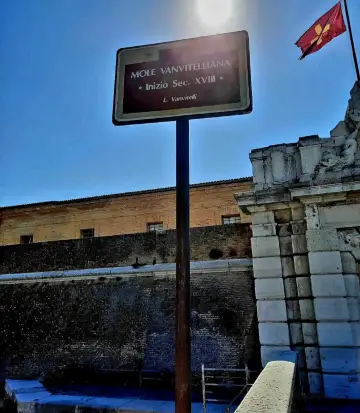 MOLE VANVITELLIANA
• Inizio Sec. XVIII •
L. Vanvitelli